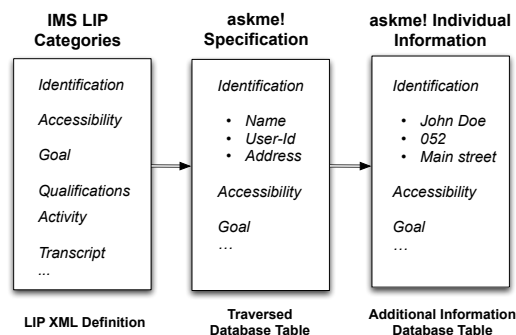 IMS LIP
Categories
Identification
Accessibility
Goal
Qualifications
Activity
Transcript
...
LIP XML Definition
askme!
Specification
Identification
• Name
• User-Id
• Address
Accessibility
Goal
…
Traversed
Database Table
askme! Individual
Information
Identification
• John Doe
• 052
• Main street
Accessibility
Goal
…
Additional Information
Database Table